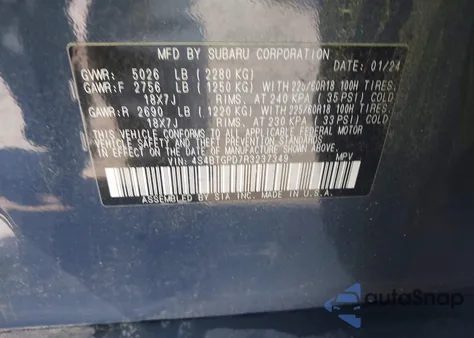 MFD BY SUBARU CORPORATION DATE: 01/24
GVWR: 5026 LB (2280 KG)
GAWR:F 2756 LB (1250 KG) WITH 225/60R18 100H TIRES
18X7J RIMS, AT 240 KPA ( 35 PSI) COLD
GAWR:R 2690 LB (1220 KG) WITH 225/60R18 100H TIRES
18X7J RIMS, AT 230 KPA ( 33 PSI) COLD
THIS VEHICLE CONFORMS TO ALL APPLICABLE FEDERAL MOTOR
VEHICLE SAFETY, BUMPER, AND THEFT PREVENTION STANDARDS
IN EFFECT ON THE DATE OF MANUFACTURE SHOWN ABOVE.
VIN: 4S4BTGPD7R3237349 MPV
ASSEMBLED BY SIA INC. MADE IN U.S.A.
AutoSnap